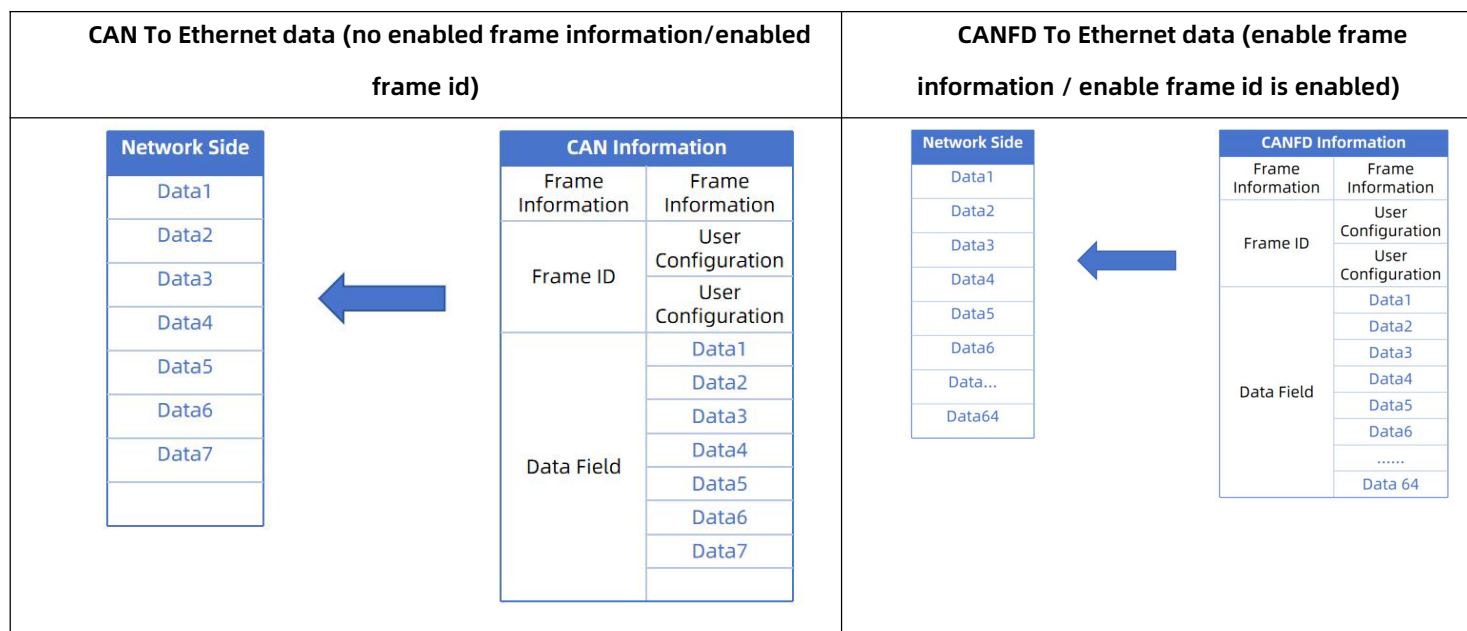 CAN To Ethernet data (no enabled frame information/enabled
frame id)
CANFD To Ethernet data (enable frame
information / enable frame id is enabled)
Network Side
Data1
Data2
Data3
Data4
Data5
Data6
Data7
CAN Information
Frame
Information
Frame
Information
Frame ID
User
Configuration
User
Configuration
Data Field
Data1
Data2
Data3
Data4
Data5
Data6
Data7
Network Side
Data1
Data2
Data3
Data4
Data5
Data6
Data...
Data64
CANFD Information
Frame
Information
Frame
Information
Frame ID
User
Configuration
User
Configuration
Data Field
Data1
Data2
Data3
Data4
Data5
Data6
......
Data 64